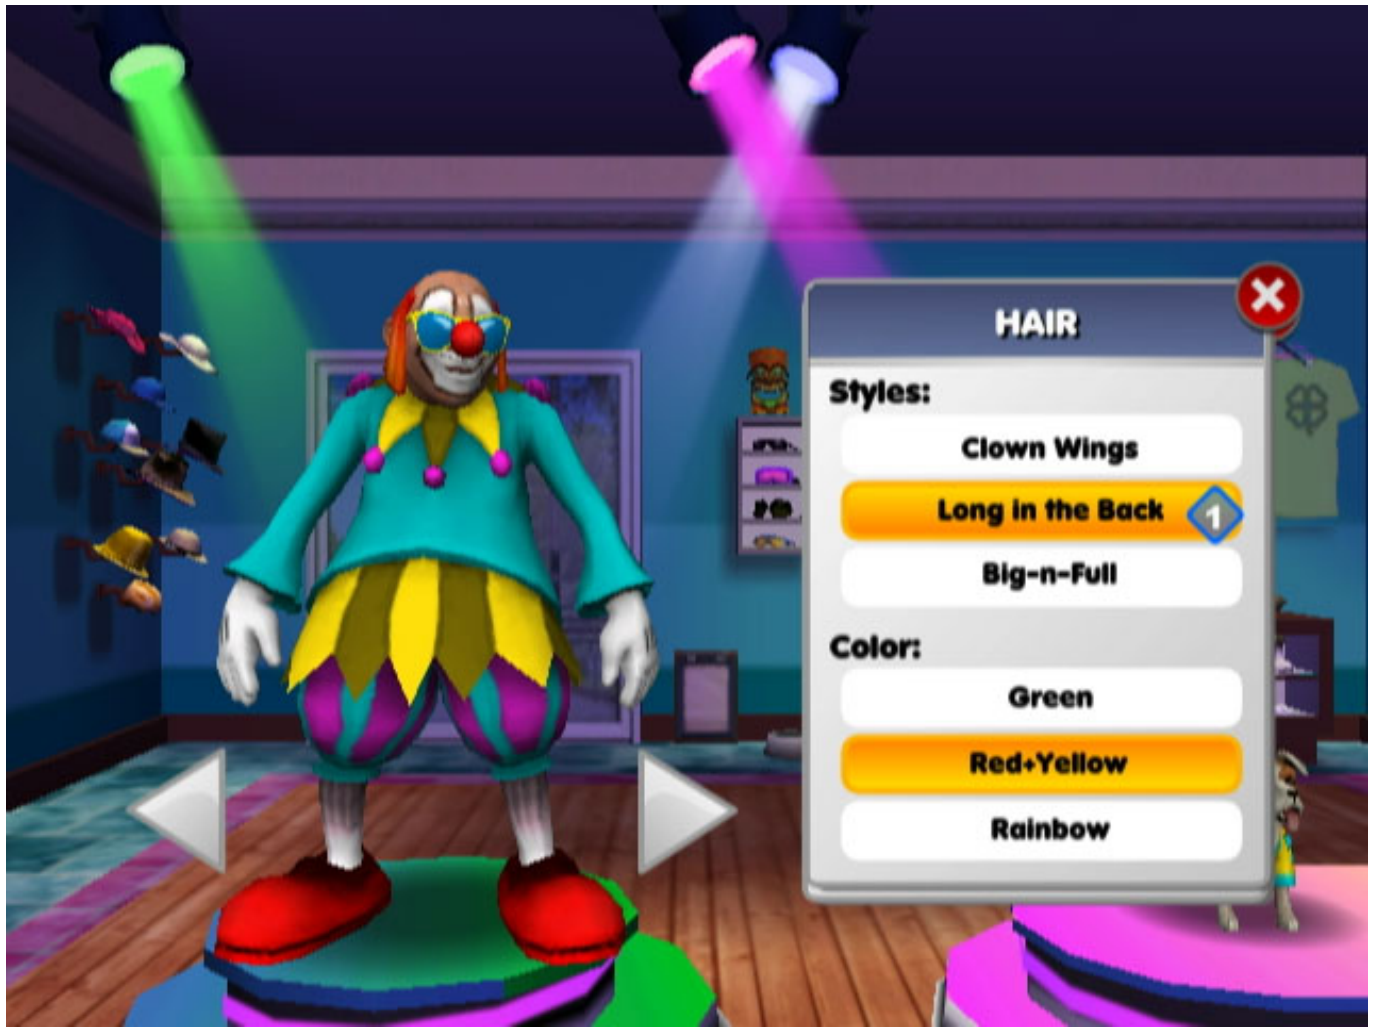 HAIR
Styles:
Clown Wings
Long in the Back
1
Big-n-Full
Color:
Green
Red+Yellow
Rainbow